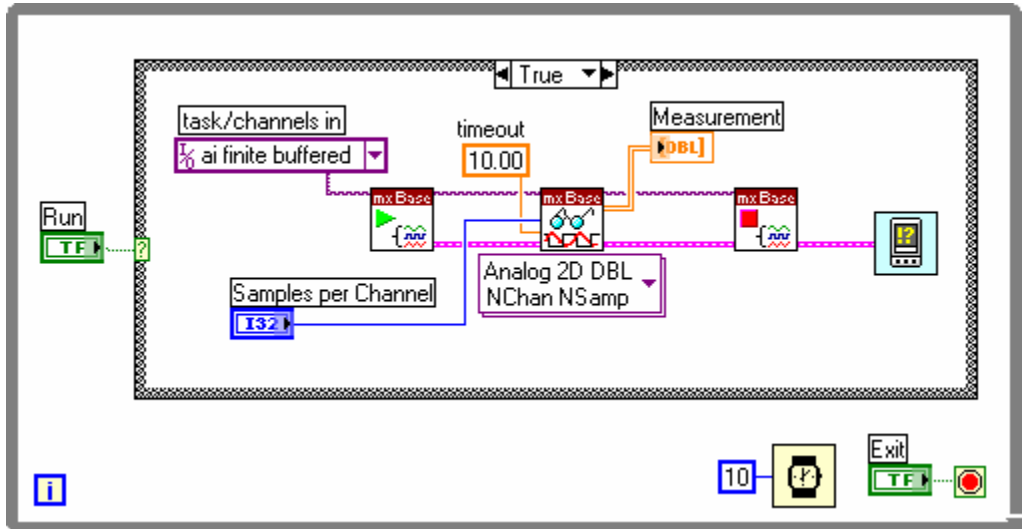 True
task/channels in
I/0 ai finite buffered
timeout
10.00
Measurement
DBL]
mx Base
mx Base
mx Base
Run
TF
?
!?
Analog 2D DBL
NChan NSamp
Samples per Channel
I32
i
10
Exit
TF